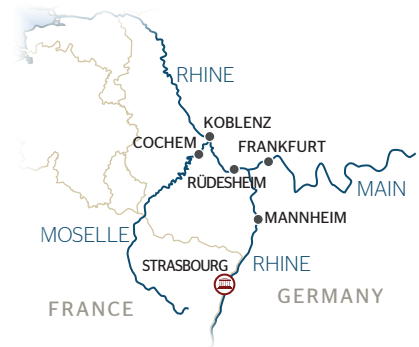 RHINE
KOBLENZ
COCHEM
FRANKFURT
RÜDESHEIM
MAIN
MANNHEIM
MOSELLE
STRASBOURG
RHINE
FRANCE
GERMANY